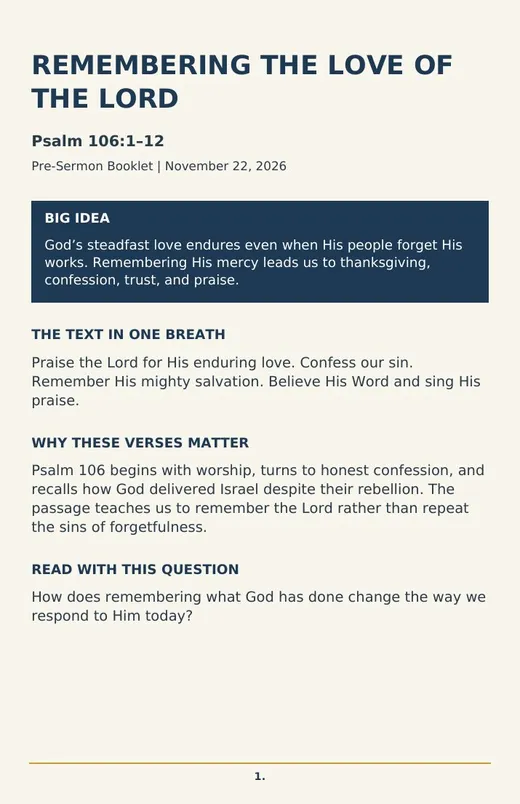 REMEMBERING THE LOVE OF
THE LORD
Psalm 106:1–12
Pre-Sermon Booklet | November 22, 2026
BIG IDEA
God’s steadfast love endures even when His people forget His
works. Remembering His mercy leads us to thanksgiving,
confession, trust, and praise.
THE TEXT IN ONE BREATH
Praise the Lord for His enduring love. Confess our sin.
Remember His mighty salvation. Believe His Word and sing His
praise.
WHY THESE VERSES MATTER
Psalm 106 begins with worship, turns to honest confession, and
recalls how God delivered Israel despite their rebellion. The
passage teaches us to remember the Lord rather than repeat
the sins of forgetfulness.
READ WITH THIS QUESTION
How does remembering what God has done change the way we
respond to Him today?
1.